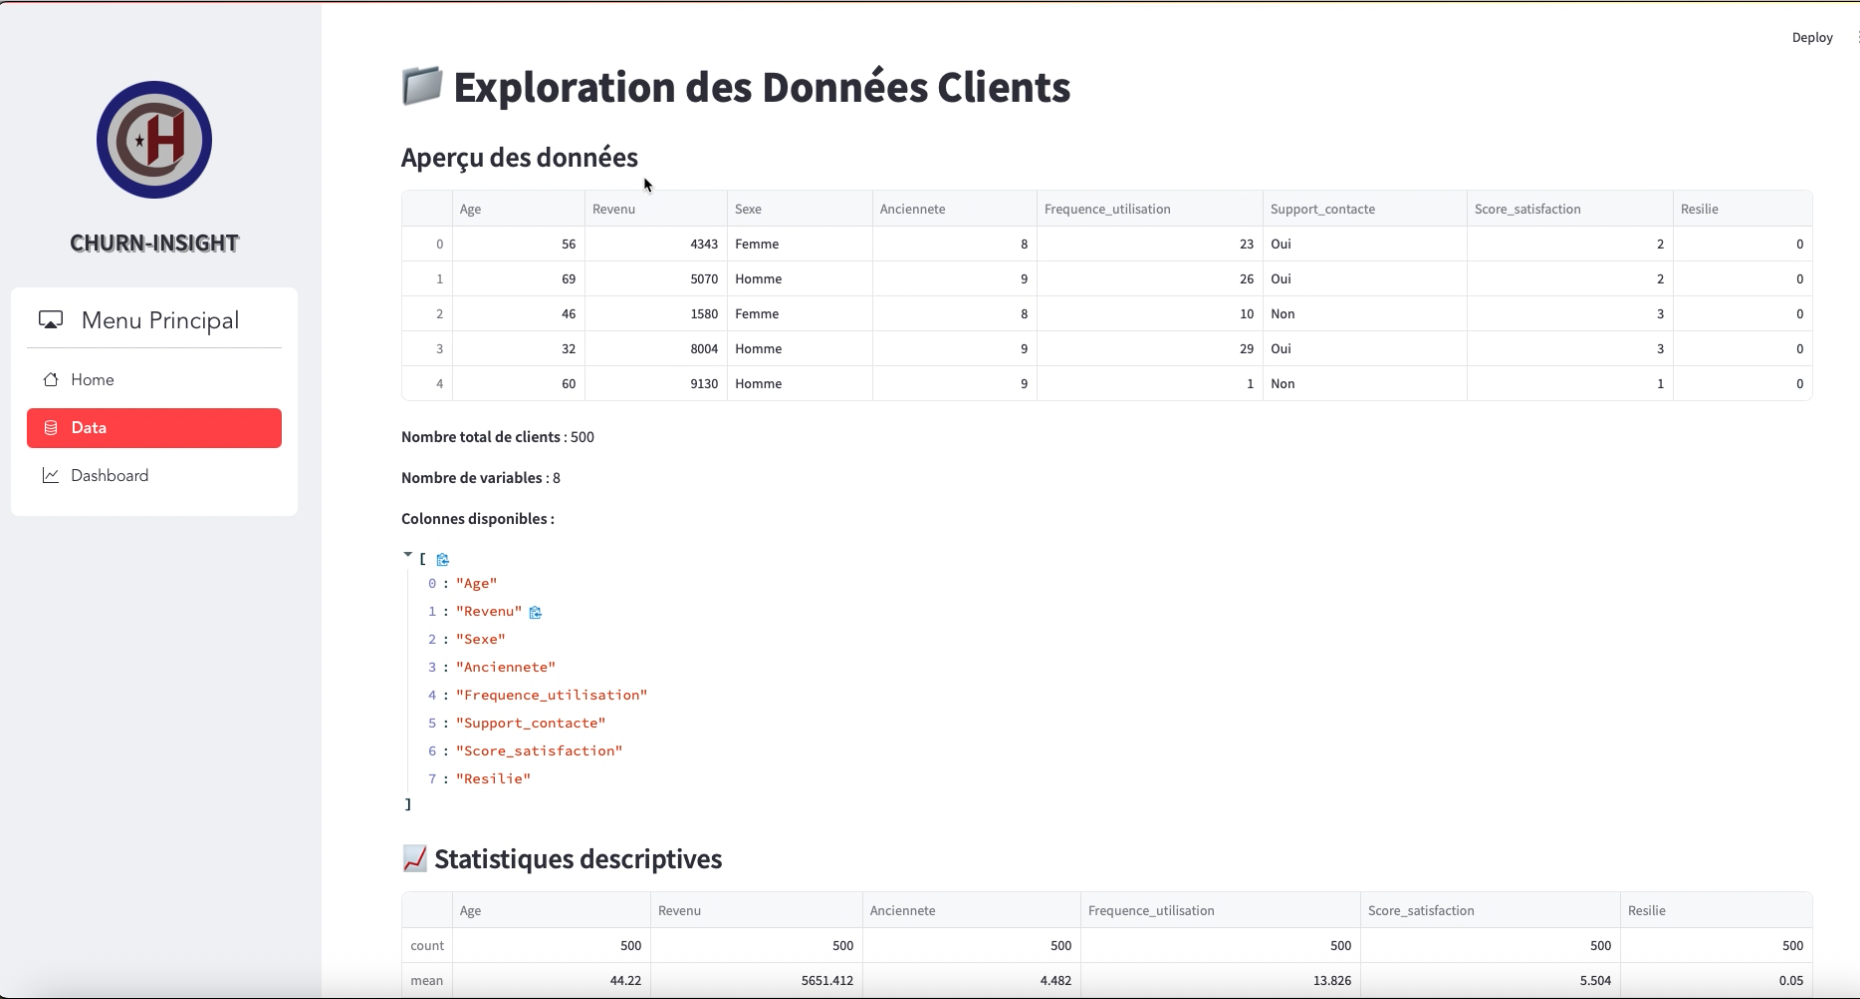 Deploy
CH
CHURN-INSIGHT
Menu Principal
Home
Data
Dashboard
Exploration des Données Clients
Aperçu des données
Age Revenu Sexe Anciennete Frequence_utilisation Support_contacte Score_satisfaction Resilie
0 56 4343 Femme 8 23 Oui 2 0
1 69 5070 Homme 9 26 Oui 2 0
2 46 1580 Femme 8 10 Non 3 0
3 32 8004 Homme 9 29 Oui 3 0
4 60 9130 Homme 9 1 Non 1 0
Nombre total de clients : 500
Nombre de variables : 8
Colonnes disponibles :
[
0 : "Age"
1 : "Revenu"
2 : "Sexe"
3 : "Anciennete"
4 : "Frequence_utilisation"
5 : "Support_contacte"
6 : "Score_satisfaction"
7 : "Resilie"
]
Statistiques descriptives
Age Revenu Anciennete Frequence_utilisation Score_satisfaction Resilie
count 500 500 500 500 500 500
mean 44.22 5651.412 4.482 13.826 5.504 0.05